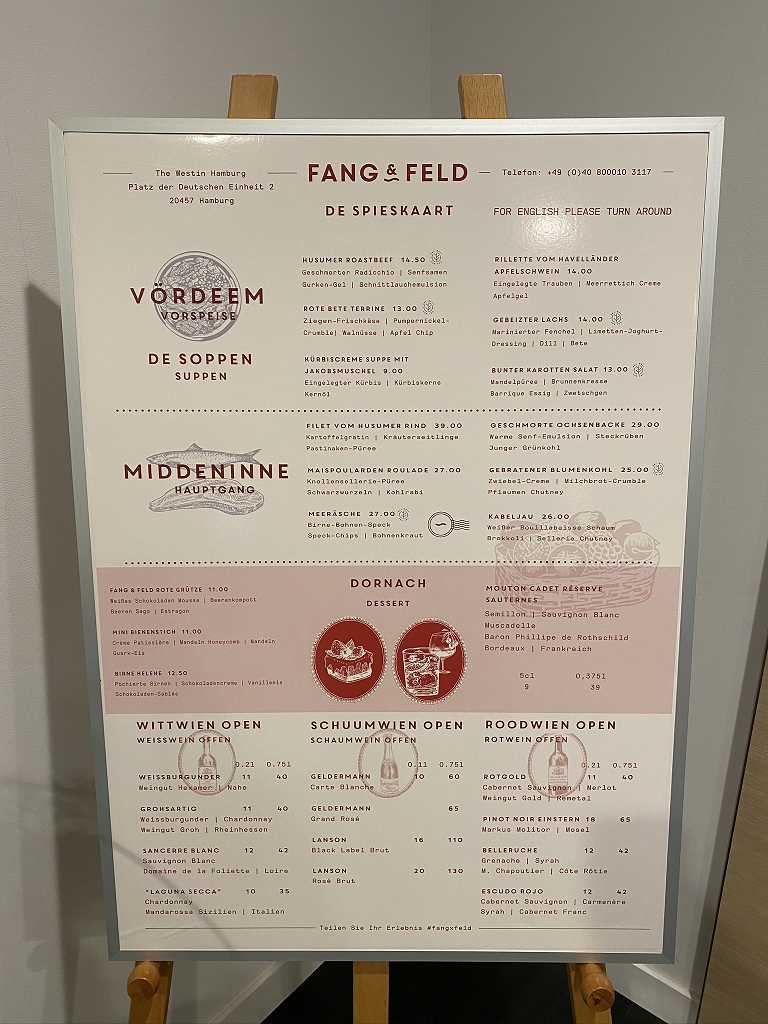 The Westin Hamburg
Platz der Deutschen Einheit 2
20457 Hamburg
FANG & FELD
Telefon: +49 (0)40 800010 3117
DE SPIESKAART
FOR ENGLISH PLEASE TURN AROUND
VÖRDEEM
VORSPEISE
DE SOPPEN
SUPPEN
HUSUMER ROASTBEEF 14.50
Geschmorter Radicchio | Senfsamen
Gurken-Gel | Schnittlauchemulsion
ROTE BETE TERRINE 13.00
Ziegen-Frischkäse | Pumpernickel-
Crumble| Walnüsse | Apfel Chip
KÜRBISCREME SUPPE MIT
JAKOBSMUSCHEL 9.00
Eingelegter Kürbis | Kürbiskerne
Kernöl
RILLETTE VOM HAVELLÄNDER
APFELSCHWEIN 14.00
Eingelegte Trauben | Meerrettich Creme
Apfelgel
GEBEIZTER LACHS 14.00
Marinierter Fenchel | Limetten-Joghurt-
Dressing | Dill | Bete
BUNTER KAROTTEN SALAT 13.00
Mandelpüree | Brunnenkresse
Barrique Essig | Zwetschgen
MIDDENINNE
HAUPTGANG
FILET VOM HUSUMER RIND 39.00
Kartoffelgratin | Kräuterseitlinge
Pastinaken-Püree
MAISPOULARDEN ROULADE 27.00
Knollensellerie-Püree
Schwarzwurzeln | Kohlrabi
MEERÄSCHE 27.00
Birne-Bohnen-Speck
Speck-Chips | Bohnenkraut
GESCHMORTE OCHSENBACKE 29.00
Warme Senf-Emulsion | Steckrüben
Junger Grünkohl
GEBRATENER BLUMENKOHL 25.00
Zwiebel-Creme | Milchbrot-Crumble
Pflaumen Chutney
KABELJAU 26.00
Weißer Bouillabaisse Schaum
Brokkoli | Sellerie Chutney
FANG & FELD ROTE GRÜTZE 11.00
Weißes Schokoladen Mousse | Beerenkompott
Beeren Sago | Estragon
MINI BIENENSTICH 11.00
Crème Patissière | Mandeln Honeycomb | Mandeln
Quark-Eis
BIRNE HELENE 12.50
Pochierte Birnen | Schokoladencreme | Vanilleeis
Schokoladen-Sablés
DORNACH
DESSERT
MOUTON CADET RÉSERVE
SAUTERNES
Semillon | Sauvignon Blanc
Muscadelle
Baron Phillipe de Rothschild
Bordeaux | Frankreich
5cl 0,375l
9 39
WITTWIEN OPEN
WEISSWEIN OFFEN
0.2l 0.75l
WEISSBURGUNDER 11 40
Weingut Hexamer | Nahe
GROHSARTIG 11 40
Weissburgunder | Chardonnay
Weingut Groh | Rheinhessen
SANCERRE BLANC 12 42
Sauvignon Blanc
Domaine de la Foliette | Loire
"LAGUNA SECCA" 10 35
Chardonnay
Mandarossa Sizilien | Italien
SCHUUMWIEN OPEN
SCHAUMWEIN OFFEN
0.1l 0.75l
GELDERMANN 10 60
Carte Blanche
GELDERMANN 65
Grand Rosé
LANSON 16 110
Black Label Brut
LANSON 20 130
Rosé Brut
ROODWIEN OPEN
ROTWEIN OFFEN
0.2l 0.75l
ROTGOLD 11 40
Cabernet Sauvignon | Merlot
Weingut Gold | Remetal
PINOT NOIR EINSTERN 18 65
Markus Molitor | Mosel
BELLERUCHE 12 42
Grenache | Syrah
M. Chapoutier | Côte Rôtie
ESCUDO ROJO 12 42
Cabernet Sauvignon | Carmenère
Syrah | Cabernet Franc
Teilen Sie Ihr Erlebnis #fangxfeld